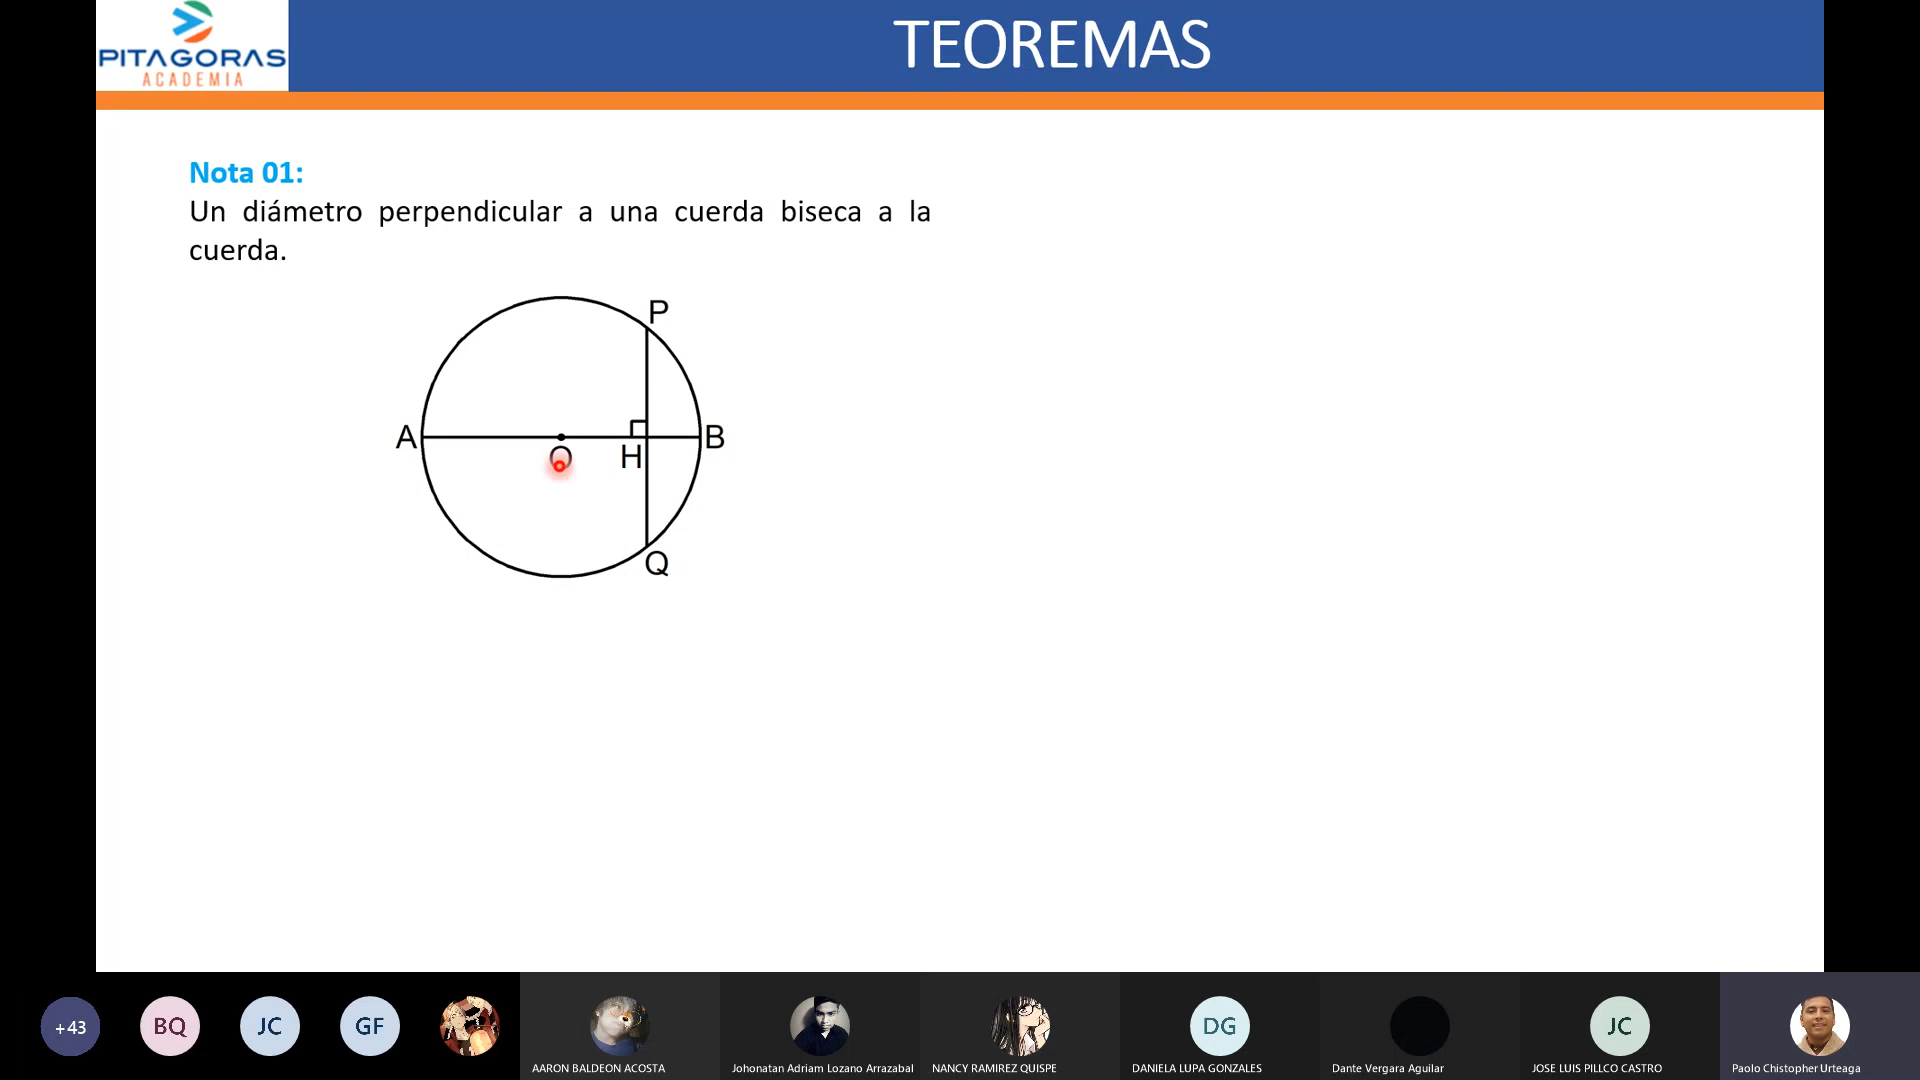 PITAGORAS
ACADEMIA
TEOREMAS
Nota 01:
Un diámetro perpendicular a una cuerda biseca a la
cuerda.
P
A
O
H
B
Q
+43
BQ
JC
GF
DG
JC
AARON BALDEON ACOSTA
Johonatan Adriam Lozano Arrazabal
NANCY RAMIREZ QUISPE
DANIELA LUPA GONZALES
Dante Vergara Aguilar
JOSE LUIS PILLCO CASTRO
Paolo Chistopher Urteaga